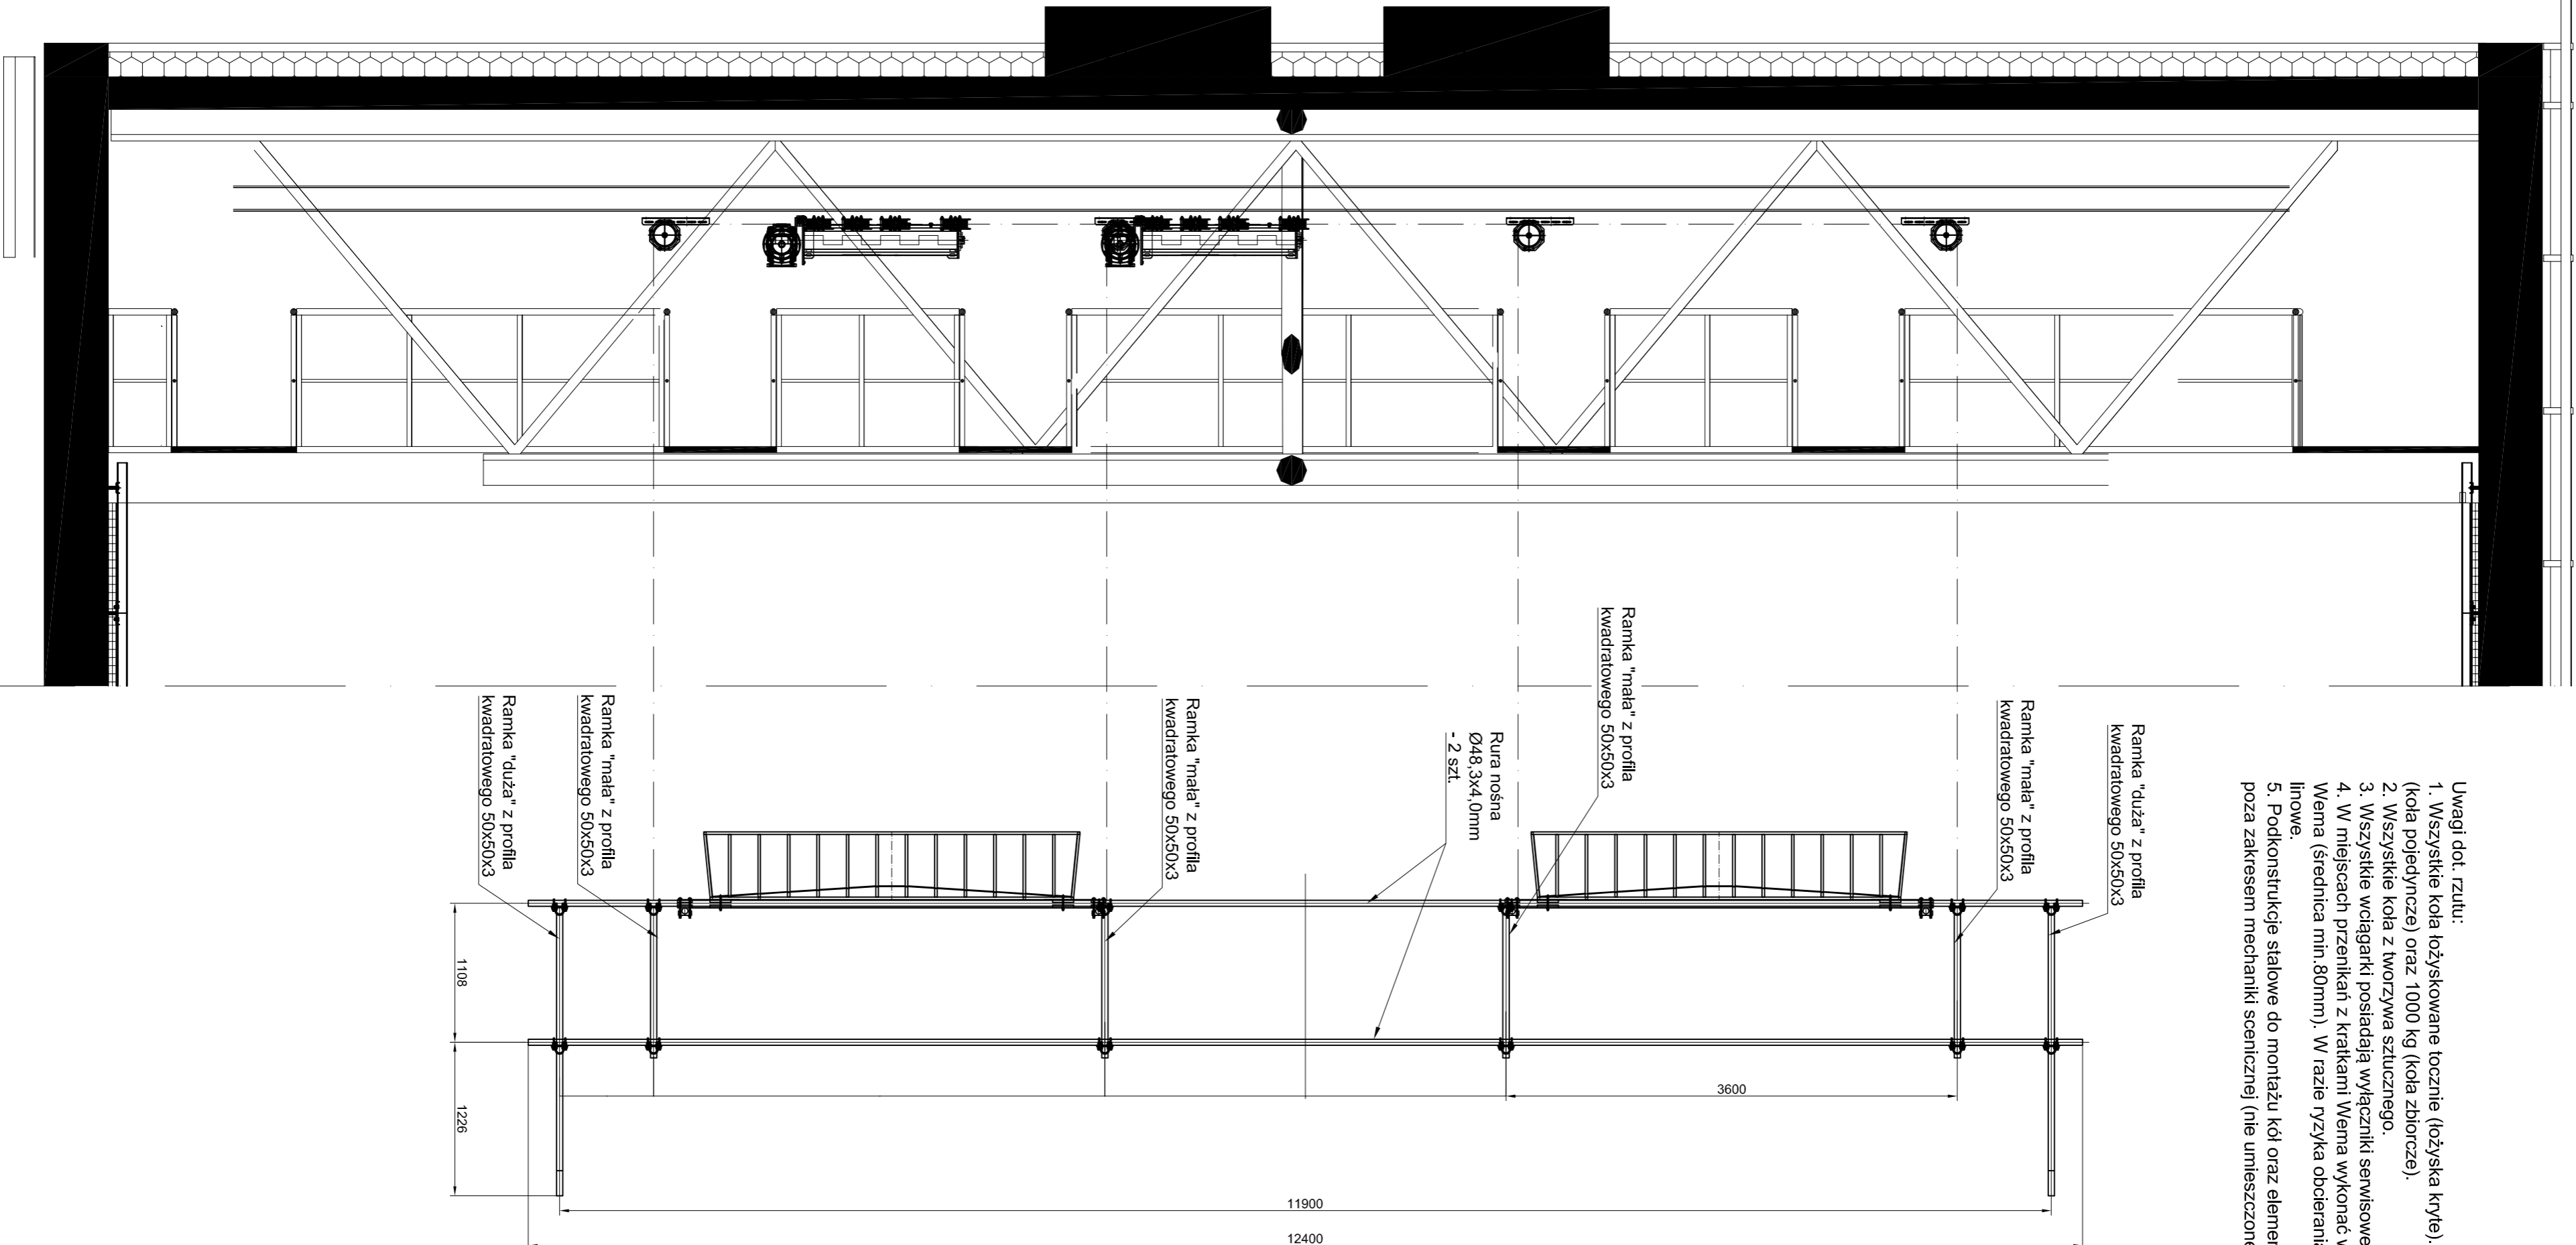 Uwagi dot. rzutu:
1. Wszystkie koła łożyskowane tocznie (łożyska kryte).
(koła pojedyncze) oraz 1000 kg (koła zbiorcze).
2. Wszystkie koła z tworzywa sztucznego.
3. Wszystkie wciągarki posiadają wyłączniki serwisowe
4. W miejscach przenikań z kratkami Wema wykonać
Wema (średnica min.80mm). W razie ryzyka obcierania
linowe.
5. Podkonstrukcje stalowe do montażu kół oraz
poza zakresem mechaniki scenicznej (nie umieszczone
Ramka "duża" z profila
kwadratowego 50x50x3
Ramka "mała" z profila
kwadratowego 50x50x3
Ramka "mała" z profila
kwadratowego 50x50x3
Rura nośna
Ø48,3x4,0mm
- 2 szt.
Ramka "mała" z profila
kwadratowego 50x50x3
Ramka "mała" z profila
kwadratowego 50x50x3
Ramka "duża" z profila
kwadratowego 50x50x3
1108
1226
3600
11900
12400